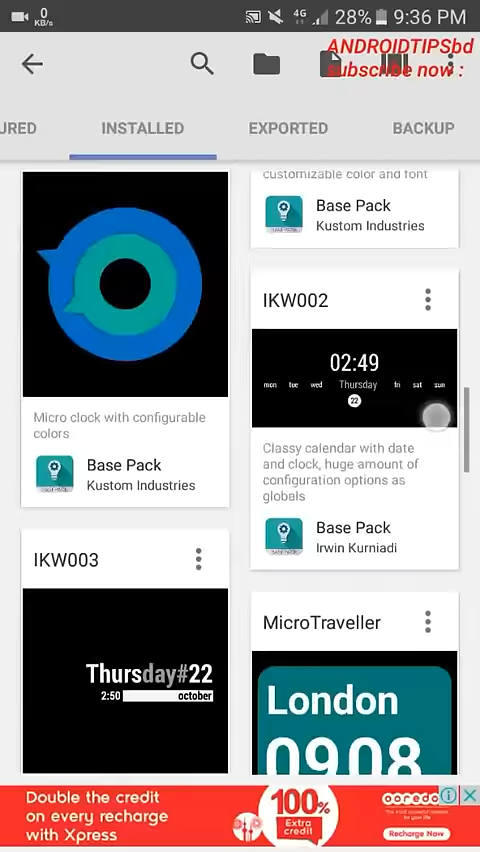 0
KB/s
4G
28%
9:36 PM
ANDROIDTIPSbd
subscribe now :
URED
INSTALLED
EXPORTED
BACKUP
Micro clock with configurable
colors
Base Pack
Kustom Industries
IKW003
Thursday#22
2:50
october
customizable color and font
Base Pack
Kustom Industries
IKW002
02:49
mon tue wed Thursday fri sat sun
22
Classy calendar with date
and clock, huge amount of
configuration options as
globals
Base Pack
Irwin Kurniadi
MicroTraveller
London
0908
Double the credit
on every recharge
with Xpress
100%
Extra
credit
ooredoo
Recharge Now